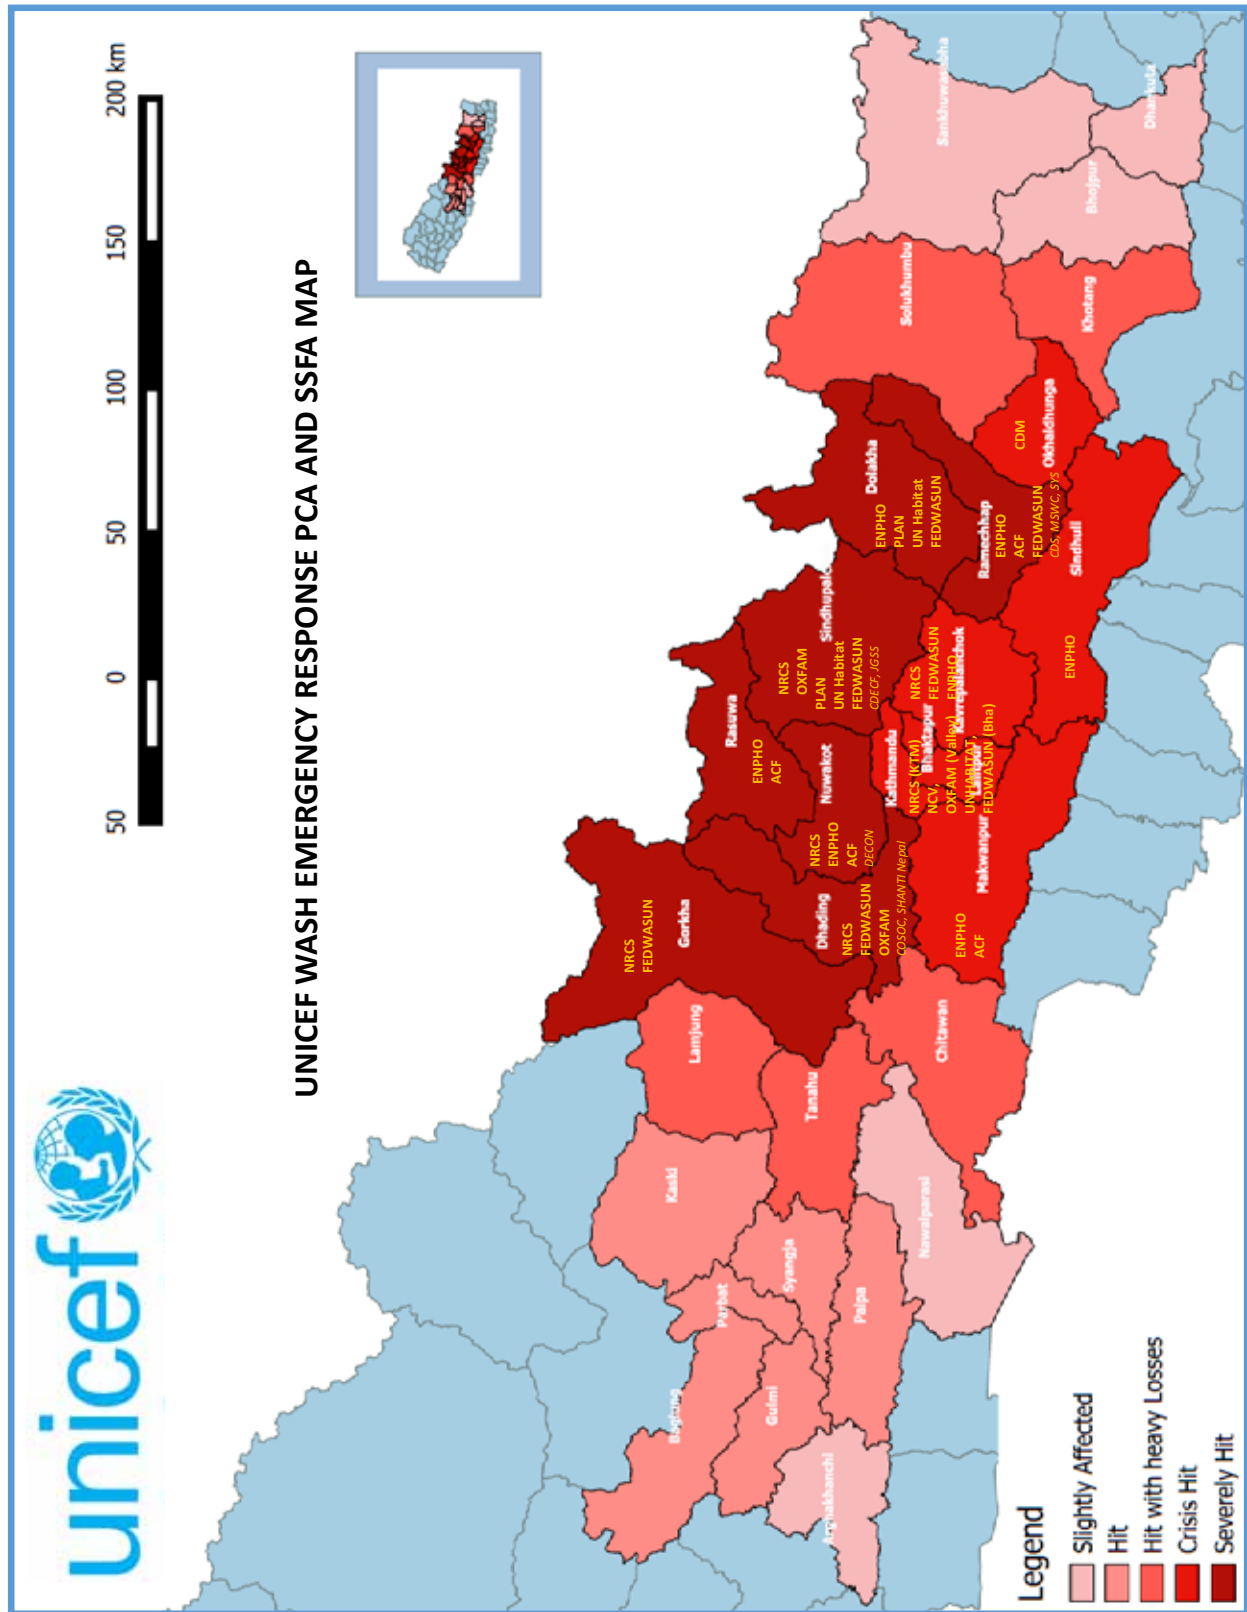 unicef
50 0 50 100 150 200 km
UNICEF WASH EMERGENCY RESPONSE PCA AND SSFA MAP
Gorkha
NRCS
FEDWASUN
Rasuwa
ENPHO
ACF
Nuwakot
NRCS
ENPHO
ACF
DECON
Dhading
NRCS
FEDWASUN
OXFAM
COSOC, SHANTI Nepal
NRCS
OXFAM
PLAN
UN Habitat
FEDWASUN
CDECF, JGSS
Dolakha
ENPHO
PLAN
UN Habitat
FEDWASUN
Ramechhap
ENPHO
ACF
FEDWASUN
CDS, MSWC, SYS
CDM
Okhaldhunga
Sindhuli
ENPHO
NRCS
FEDWASUN
ENPHO
Kavrepalanchok
Kathmandu
Bhaktapur
Lalitpur
NRCS (KTM)
NCV,
OXFAM (Valley)
UNHABITAT,
FEDWASUN (Bha)
Makwanpur
ENPHO
ACF
Solukhumbu
Khotang
Bhojpur
Dhankuta
Lamjung
Tanahu
Chitawan
Kaski
Syangja
Parbat
Palpa
Nawalparasi
Baglung
Gulmi
Arghakhanchi
Legend
Slightly Affected
Hit
Hit with heavy Losses
Crisis Hit
Severely Hit